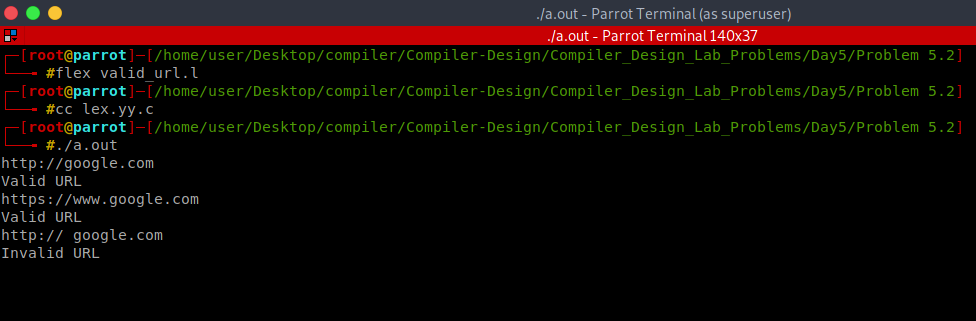 ./a.out - Parrot Terminal (as superuser)
./a.out - Parrot Terminal 140x37
┌─[root@parrot]─[/home/user/Desktop/compiler/Compiler-Design/Compiler_Design_Lab_Problems/Day5/Problem 5.2]
└──╼ #flex valid_url.l
┌─[root@parrot]─[/home/user/Desktop/compiler/Compiler-Design/Compiler_Design_Lab_Problems/Day5/Problem 5.2]
└──╼ #cc lex.yy.c
┌─[root@parrot]─[/home/user/Desktop/compiler/Compiler-Design/Compiler_Design_Lab_Problems/Day5/Problem 5.2]
└──╼ #./a.out
http://google.com
Valid URL
https://www.google.com
Valid URL
http:// google.com
Invalid URL